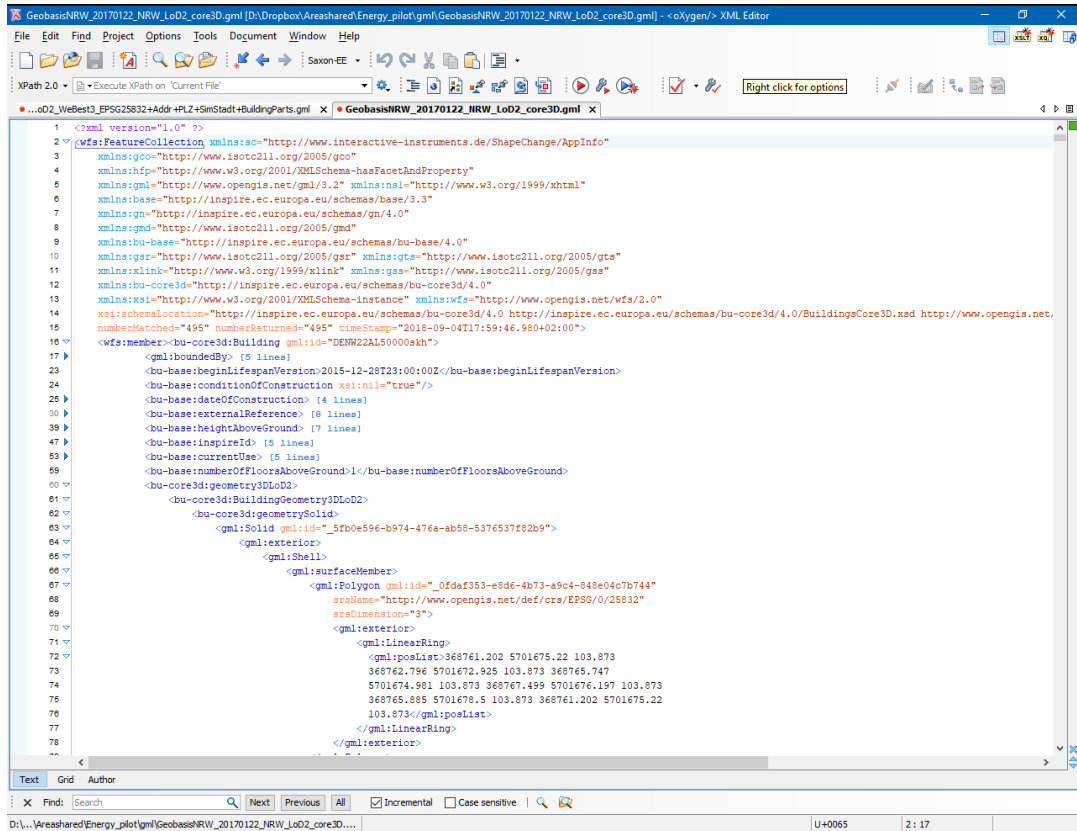 GeobasisNRW_20170122_NRW_LoD2_core3D.gml [D:\Dropbox\Areashared\Energy_pilot\gml\GeobasisNRW_20170122_NRW_LoD2_core3D.gml] - <oXygen/> XML Editor
File Edit Find Project Options Tools Document Window Help
Saxon-EE
XPath 2.0 Execute XPath on 'Current File' Right click for options
...oD2_WeBest3_EPSG25832+Addr+PLZ+SimStadt+BuildingParts.gml x GeobasisNRW_20170122_NRW_LoD2_core3D.gml x
1 <?xml version="1.0" ?>
2 <wfs:FeatureCollection xmlns:sc="http://www.interactive-instruments.de/ShapeChange/AppInfo"
3 xmlns:gco="http://www.isotc211.org/2005/gco"
4 xmlns:hfp="http://www.w3.org/2001/XMLSchema-hasFacetAndProperty"
5 xmlns:gml="http://www.opengis.net/gml/3.2" xmlns:ns1="http://www.w3.org/1999/xhtml"
6 xmlns:base="http://inspire.ec.europa.eu/schemas/base/3.3"
7 xmlns:gn="http://inspire.ec.europa.eu/schemas/gn/4.0"
8 xmlns:gmd="http://www.isotc211.org/2005/gmd"
9 xmlns:bu-base="http://inspire.ec.europa.eu/schemas/bu-base/4.0"
10 xmlns:gsr="http://www.isotc211.org/2005/gsr" xmlns:gts="http://www.isotc211.org/2005/gts"
11 xmlns:xlink="http://www.w3.org/1999/xlink" xmlns:gss="http://www.isotc211.org/2005/gss"
12 xmlns:bu-core3d="http://inspire.ec.europa.eu/schemas/bu-core3d/4.0"
13 xmlns:xsi="http://www.w3.org/2001/XMLSchema-instance" xmlns:wfs="http://www.opengis.net/wfs/2.0"
14 xsi:schemaLocation="http://inspire.ec.europa.eu/schemas/bu-core3d/4.0 http://inspire.ec.europa.eu/schemas/bu-core3d/4.0/BuildingsCore3D.xsd http://www.opengis.net,
15 numberMatched="495" numberReturned="495" timeStamp="2018-09-04T17:59:46.980+02:00">
16 <wfs:member><bu-core3d:Building gml:id="DENW22AL50000skh">
17 <gml:boundedBy> [5 lines]
23 <bu-base:beginLifespanVersion>2015-12-28T23:00:00Z</bu-base:beginLifespanVersion>
24 <bu-base:conditionOfConstruction xsi:nil="true"/>
25 <bu-base:dateOfConstruction> [4 lines]
30 <bu-base:externalReference> [8 lines]
39 <bu-base:heightAboveGround> [7 lines]
47 <bu-base:inspireId> [5 lines]
53 <bu-base:currentUse> [5 lines]
59 <bu-base:numberOfFloorsAboveGround>1</bu-base:numberOfFloorsAboveGround>
60 <bu-core3d:geometry3DLoD2>
61 <bu-core3d:BuildingGeometry3DLoD2>
62 <bu-core3d:geometrySolid>
63 <gml:Solid gml:id="_5fb0e596-b974-476a-ab58-5376537f82b9">
64 <gml:exterior>
65 <gml:Shell>
66 <gml:surfaceMember>
67 <gml:Polygon gml:id="_0fdaf353-e8d6-4b73-a9c4-848e04c7b744"
68 srsName="http://www.opengis.net/def/crs/EPSG/0/25832"
69 srsDimension="3">
70 <gml:exterior>
71 <gml:LinearRing>
72 <gml:posList>368761.202 5701675.22 103.873
73 368762.796 5701672.925 103.873 368765.747
74 5701674.981 103.873 368767.499 5701676.197 103.873
75 368765.885 5701678.5 103.873 368761.202 5701675.22
76 103.873</gml:posList>
77 </gml:LinearRing>
78 </gml:exterior>
Text Grid Author
x Find: Search Next Previous All Incremental Case sensitive
D:\...\Areashared\Energy_pilot\gml\GeobasisNRW_20170122_NRW_LoD2_core3D.... U+0065 2 : 17